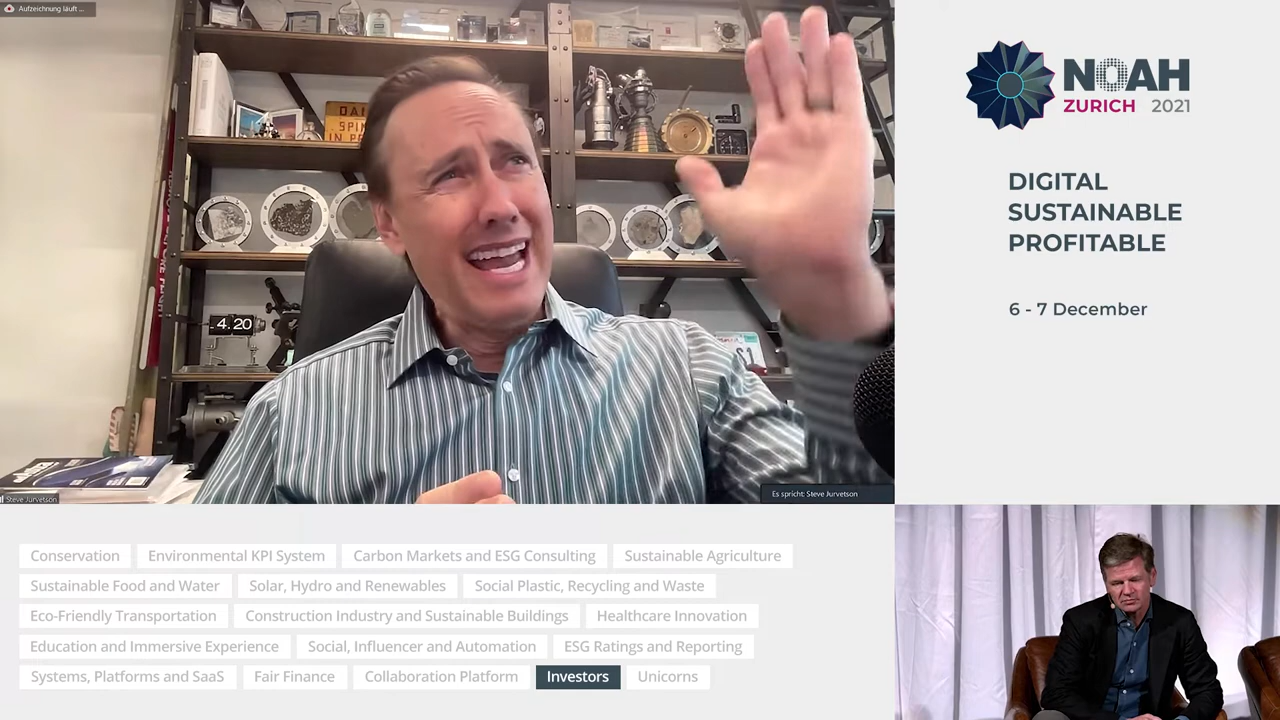 Aufzeichnung läuft ...
4.20
S1
Steve Jurvetson
Es spricht: Steve Jurvetson
NOAH
ZURICH 2021
DIGITAL
SUSTAINABLE
PROFITABLE
6 - 7 December
Conservation Environmental KPI System Carbon Markets and ESG Consulting Sustainable Agriculture
Sustainable Food and Water Solar, Hydro and Renewables Social Plastic, Recycling and Waste
Eco-Friendly Transportation Construction Industry and Sustainable Buildings Healthcare Innovation
Education and Immersive Experience Social, Influencer and Automation ESG Ratings and Reporting
Systems, Platforms and SaaS Fair Finance Collaboration Platform Investors Unicorns